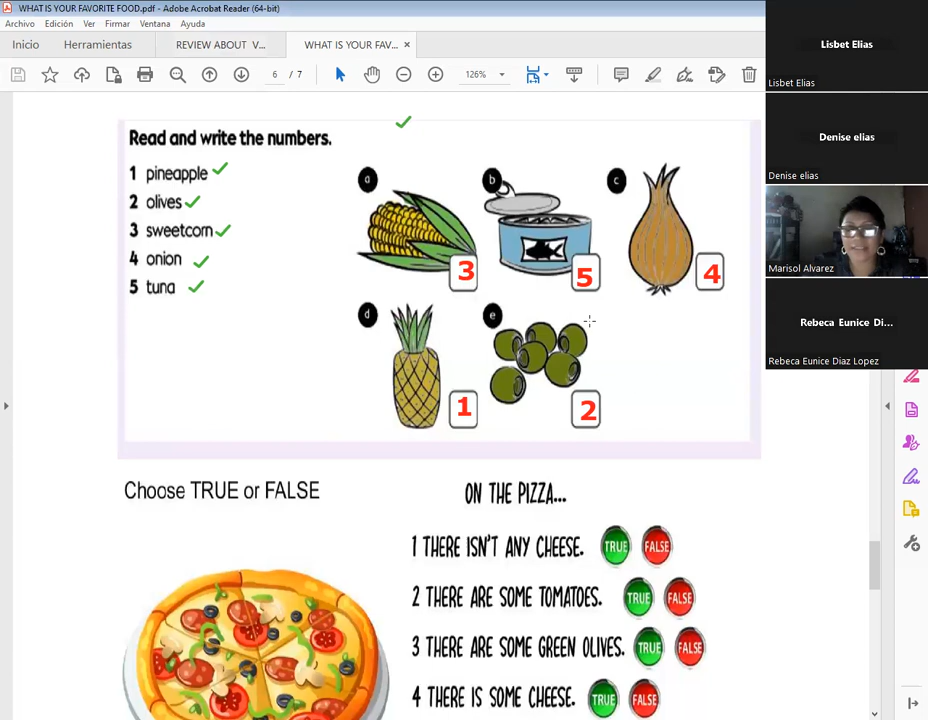 WHAT IS YOUR FAVORITE FOOD.pdf - Adobe Acrobat Reader (64-bit)
Archivo Edición Ver Firmar Ventana Ayuda
Inicio Herramientas REVIEW ABOUT V... WHAT IS YOUR FAV... ×
6 / 7 126%
Lisbet Elias
Lisbet Elias
Denise elias
Denise elias
Marisol Alvarez
Rebeca Eunice Di...
Rebeca Eunice Diaz Lopez
Read and write the numbers.
1 pineapple
2 olives
3 sweetcorn
4 onion
5 tuna
a b c
3 5 4
d e
1 2
Choose TRUE or FALSE
ON THE PIZZA...
1 THERE ISN'T ANY CHEESE. TRUE FALSE
2 THERE ARE SOME TOMATOES. TRUE FALSE
3 THERE ARE SOME GREEN OLIVES. TRUE FALSE
4 THERE IS SOME CHEESE. TRUE FALSE